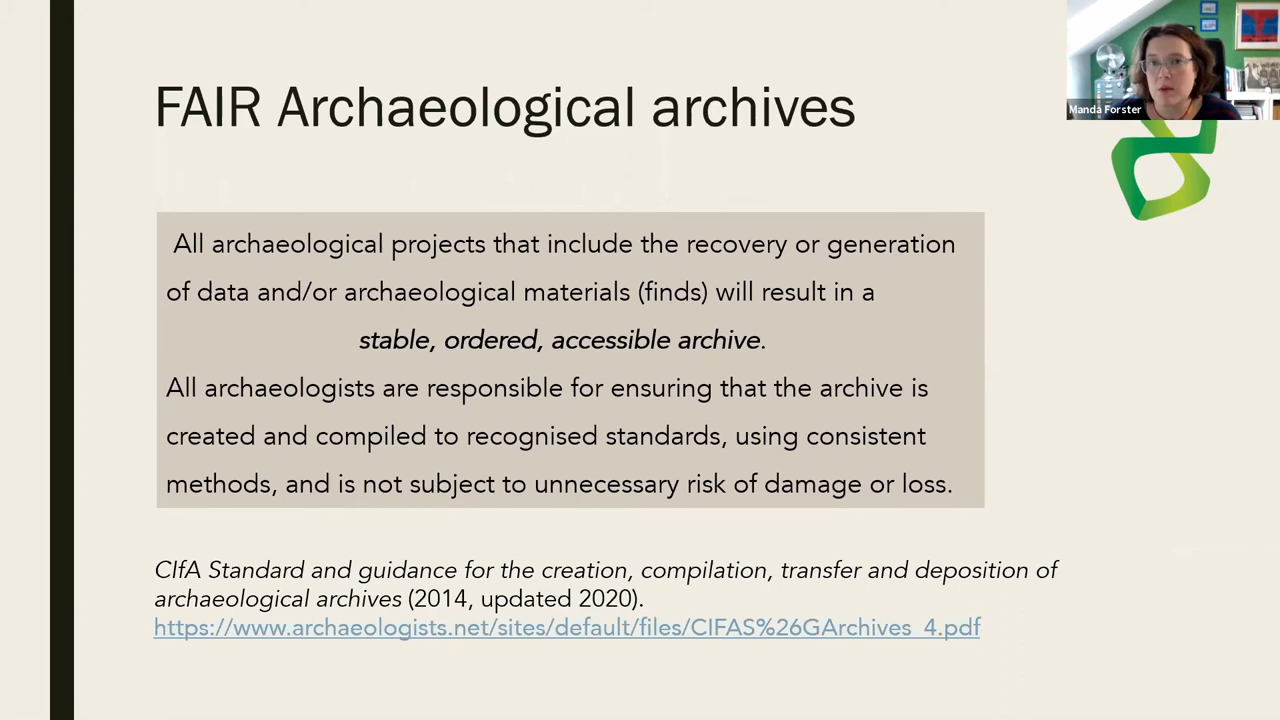 FAIR Archaeological archives
Manda Forster
All archaeological projects that include the recovery or generation
of data and/or archaeological materials (finds) will result in a
stable, ordered, accessible archive.
All archaeologists are responsible for ensuring that the archive is
created and compiled to recognised standards, using consistent
methods, and is not subject to unnecessary risk of damage or loss.
CIfA Standard and guidance for the creation, compilation, transfer and deposition of
archaeological archives (2014, updated 2020).
https://www.archaeologists.net/sites/default/files/CIFAS%26GArchives_4.pdf